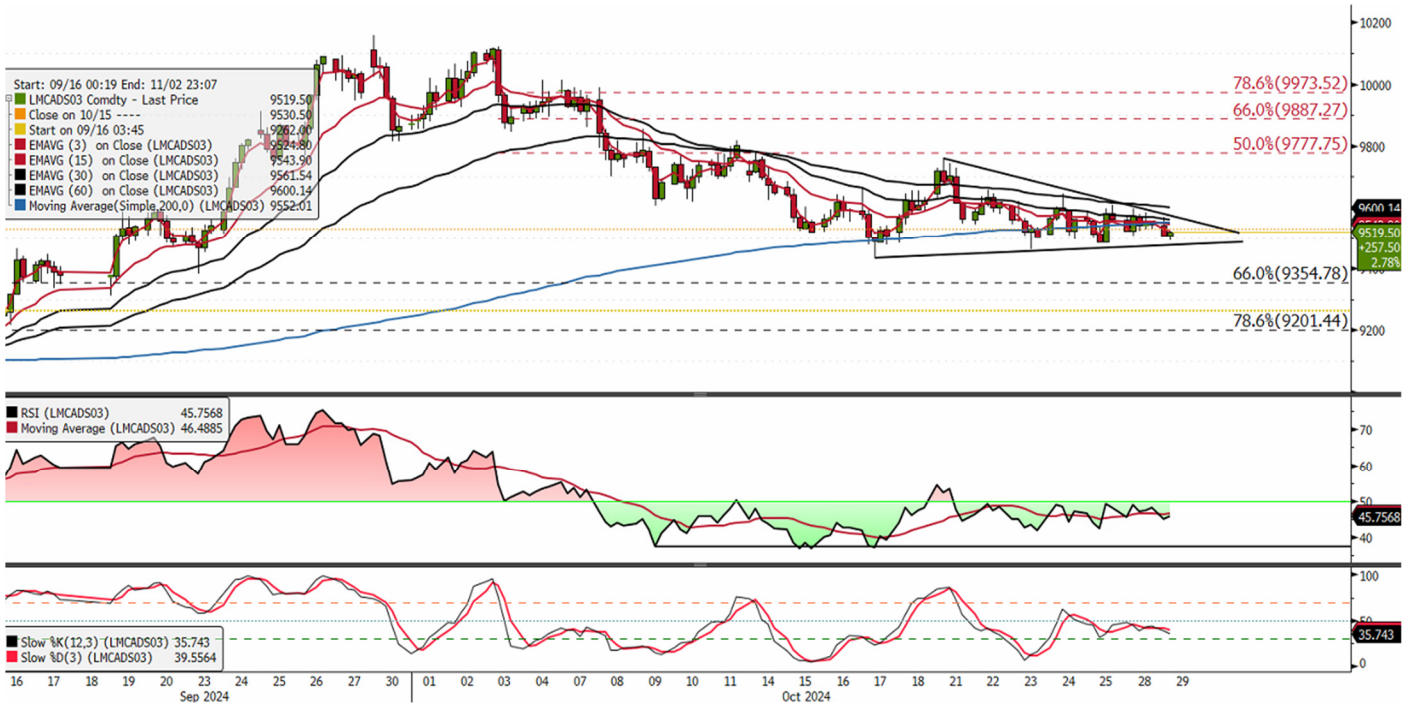 10200
10000
9800
9600.14
9519.50
+257.50
2.78%
9200
78.6%(9973.52)
66.0%(9887.27)
50.0%(9777.75)
66.0%(9354.78)
78.6%(9201.44)
Start: 09/16 00:19 End: 11/02 23:07
LMCADS03 Comdty - Last Price 9519.50
Close on 10/15 ---- 9530.50
Start on 09/16 03:45 9262.00
EMAVG (3) on Close (LMCADS03) 9524.80
EMAVG (15) on Close (LMCADS03) 9543.90
EMAVG (30) on Close (LMCADS03) 9561.54
EMAVG (60) on Close (LMCADS03) 9600.14
Moving Average(Simple,200,0) (LMCADS03) 9552.01
RSI (LMCADS03) 45.7568
Moving Average (LMCADS03) 46.4885
70
60
50
45.7568
40
100
50
35.743
0
Slow %K(12,3) (LMCADS03) 35.743
Slow %D(3) (LMCADS03) 39.5564
16 17 18 19 20 23 24 25 26 27 30 01 02 03 04 07 08 09 10 11 14 15 16 17 18 21 22 23 24 25 28 29
Sep 2024 Oct 2024